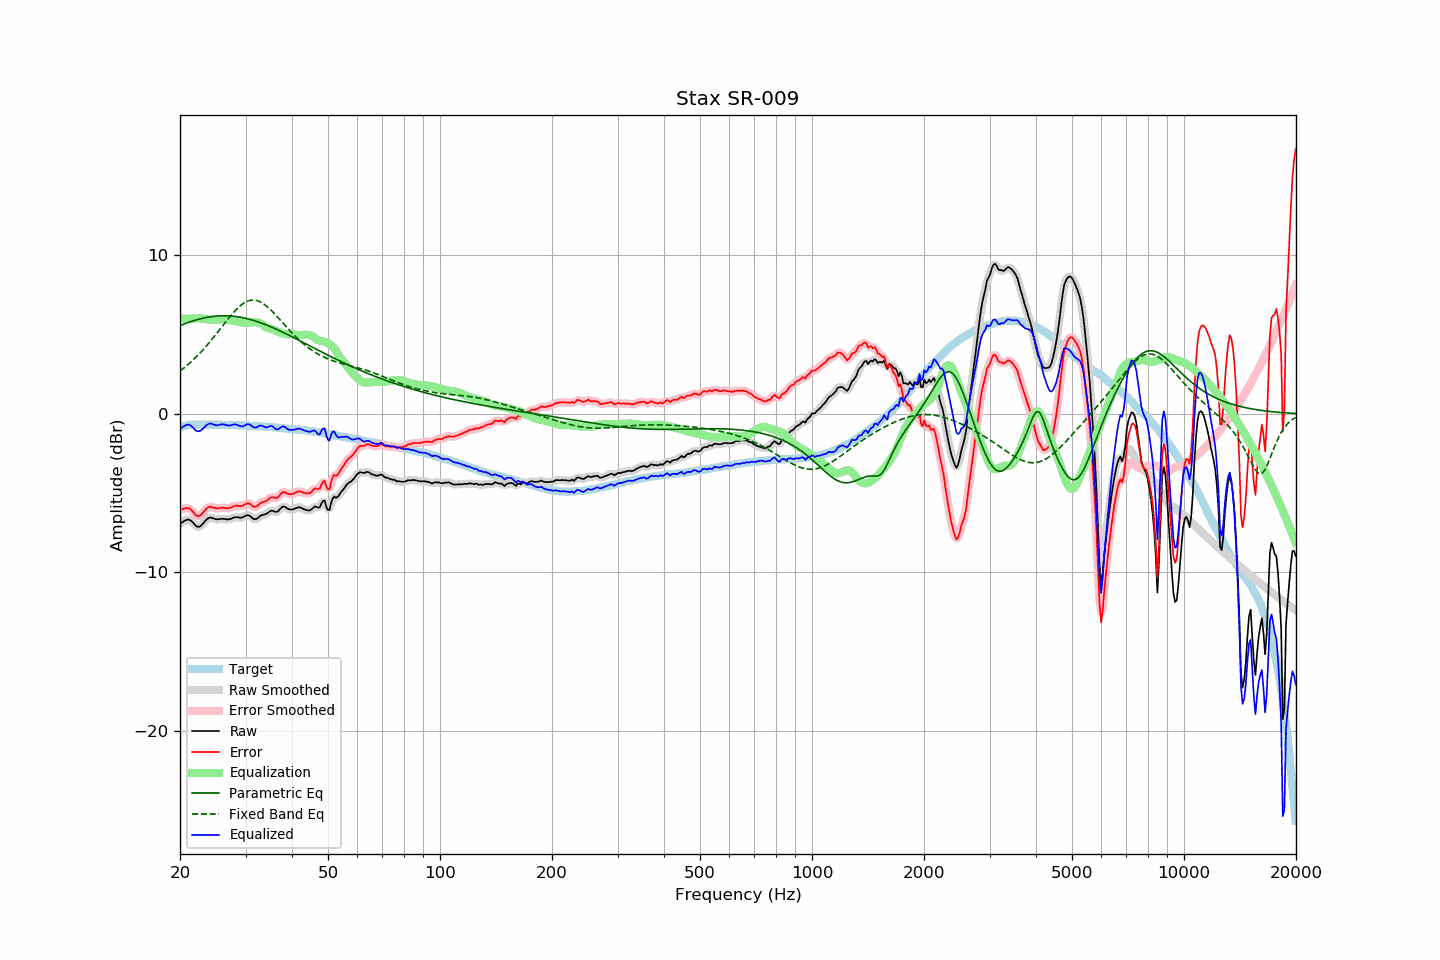 Stax SR-009
Amplitude (dBr)
10
0
−10
−20
Target
Raw Smoothed
Error Smoothed
Raw
Error
Equalization
Parametric Eq
Fixed Band Eq
Equalized
20 50 100 200 500 1000 2000 5000 10000 20000
Frequency (Hz)